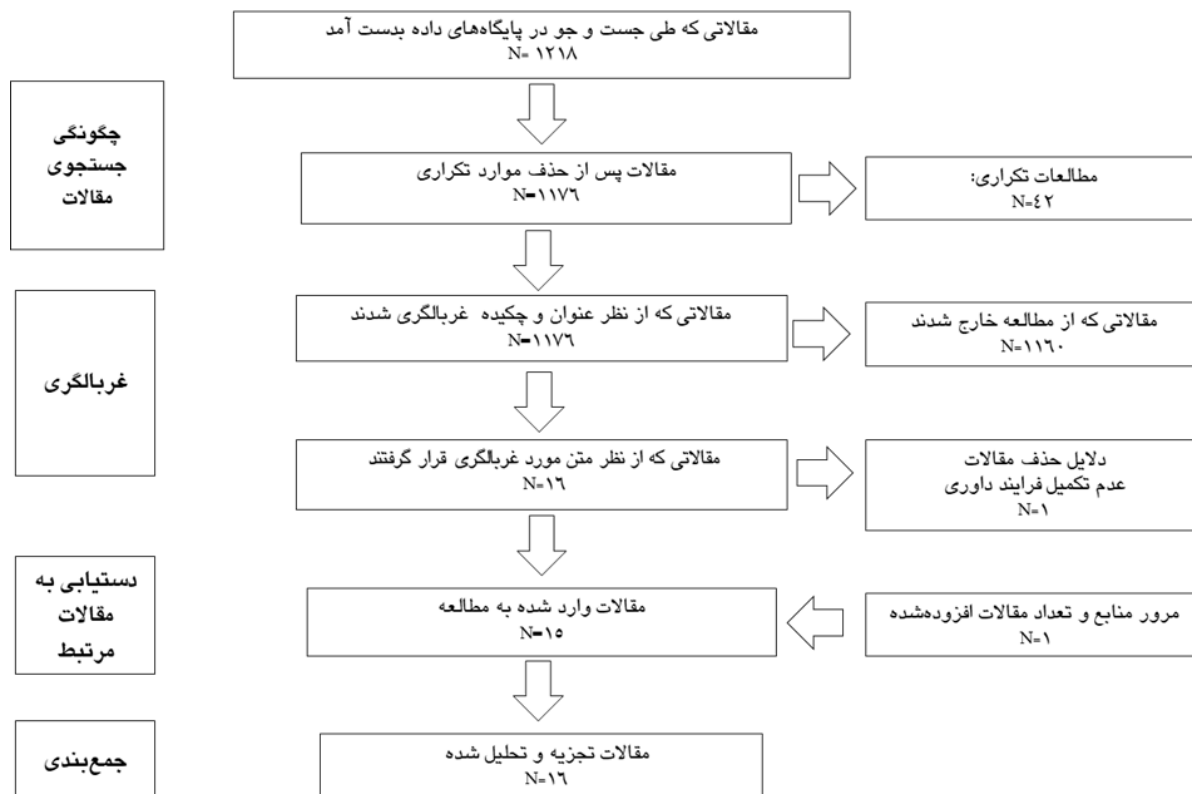 مقالاتی که طی جست و جو در پایگاه‌های داده بدست آمد
N= ۱۲۱۸
چگونگی
جستجوی
مقالات
مقالات پس از حذف موارد تکراری
N=۱۱۷٦
مطالعات تکراری:
N=٤۲
غربالگری
مقالاتی که از نظر عنوان و چکیده غربالگری شدند
N=۱۱۷٦
مقالاتی که از مطالعه خارج شدند
N=۱۱٦۰
مقالاتی که از نظر متن مورد غربالگری قرار گرفتند
N=۱٦
دلایل حذف مقالات
عدم تکمیل فرایند داوری
N=۱
دستیابی به
مقالات
مرتبط
مقالات وارد شده به مطالعه
N=۱٥
مرور منابع و تعداد مقالات افزوده‌شده
N=۱
جمع‌بندی
مقالات تجزیه و تحلیل شده
N=۱٦